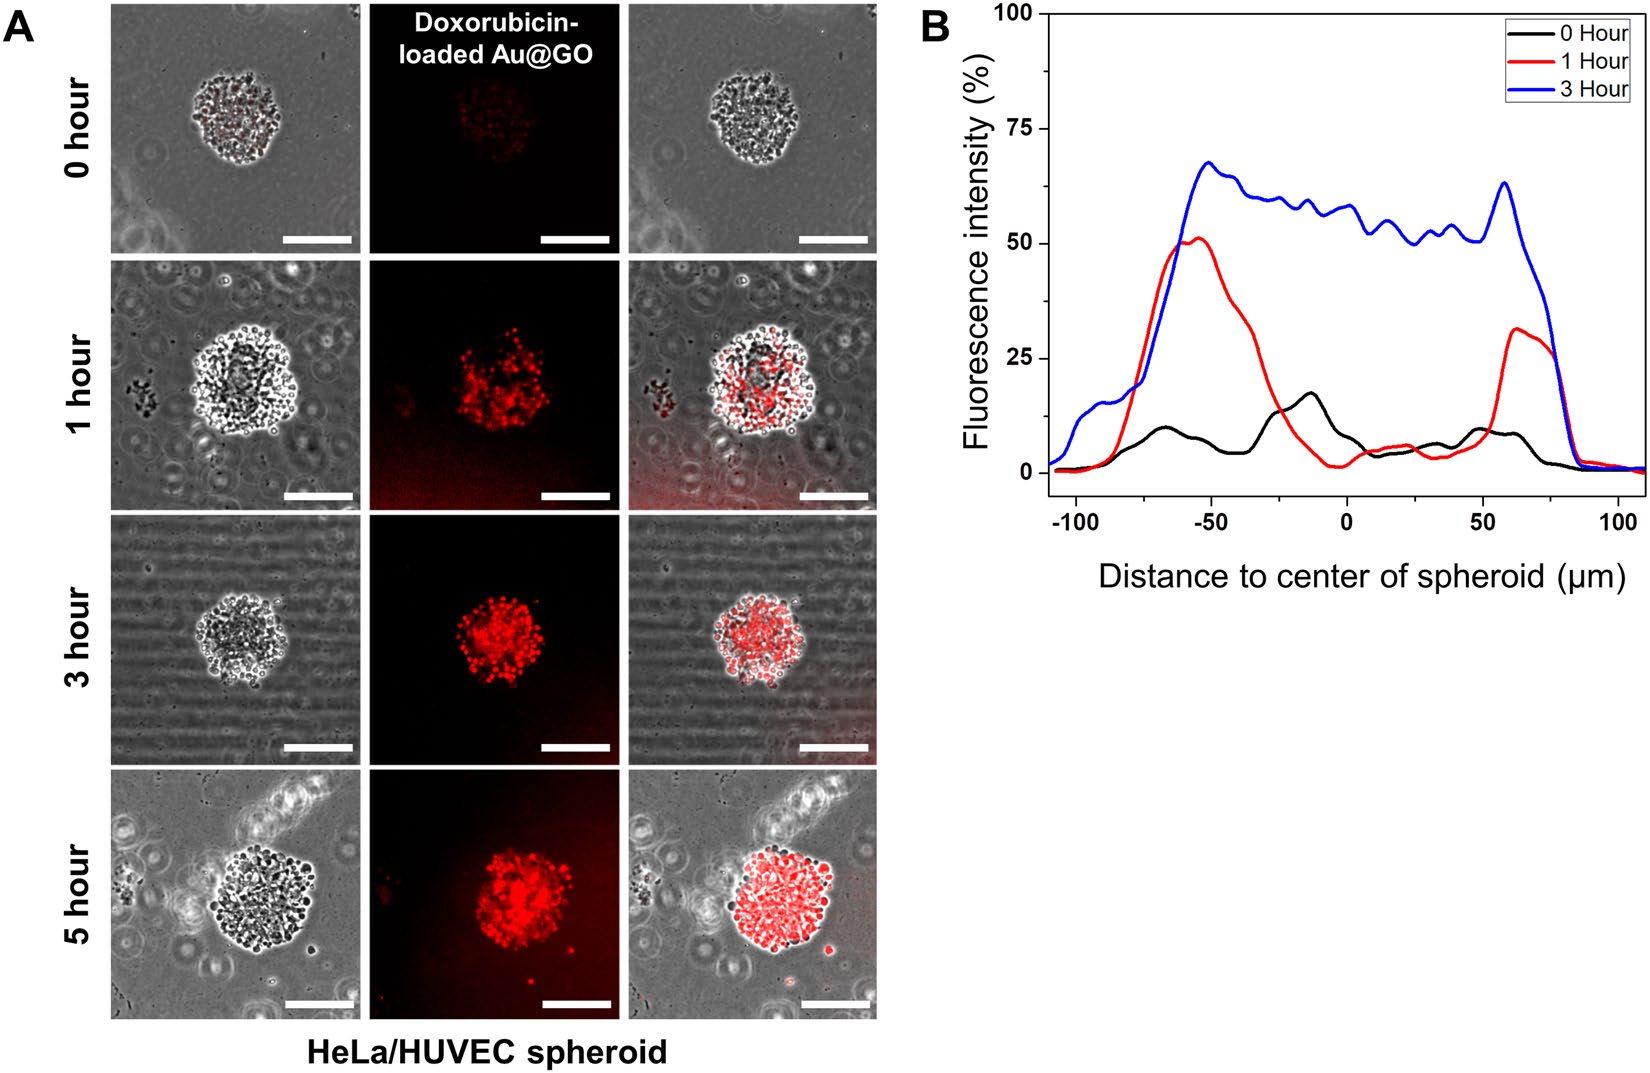 A
Doxorubicin-
loaded Au@GO
0 hour
1 hour
3 hour
5 hour
HeLa/HUVEC spheroid
B
0 Hour
1 Hour
3 Hour
Fluorescence intensity (%)
100
75
50
25
0
-100
-50
0
50
100
Distance to center of spheroid (µm)